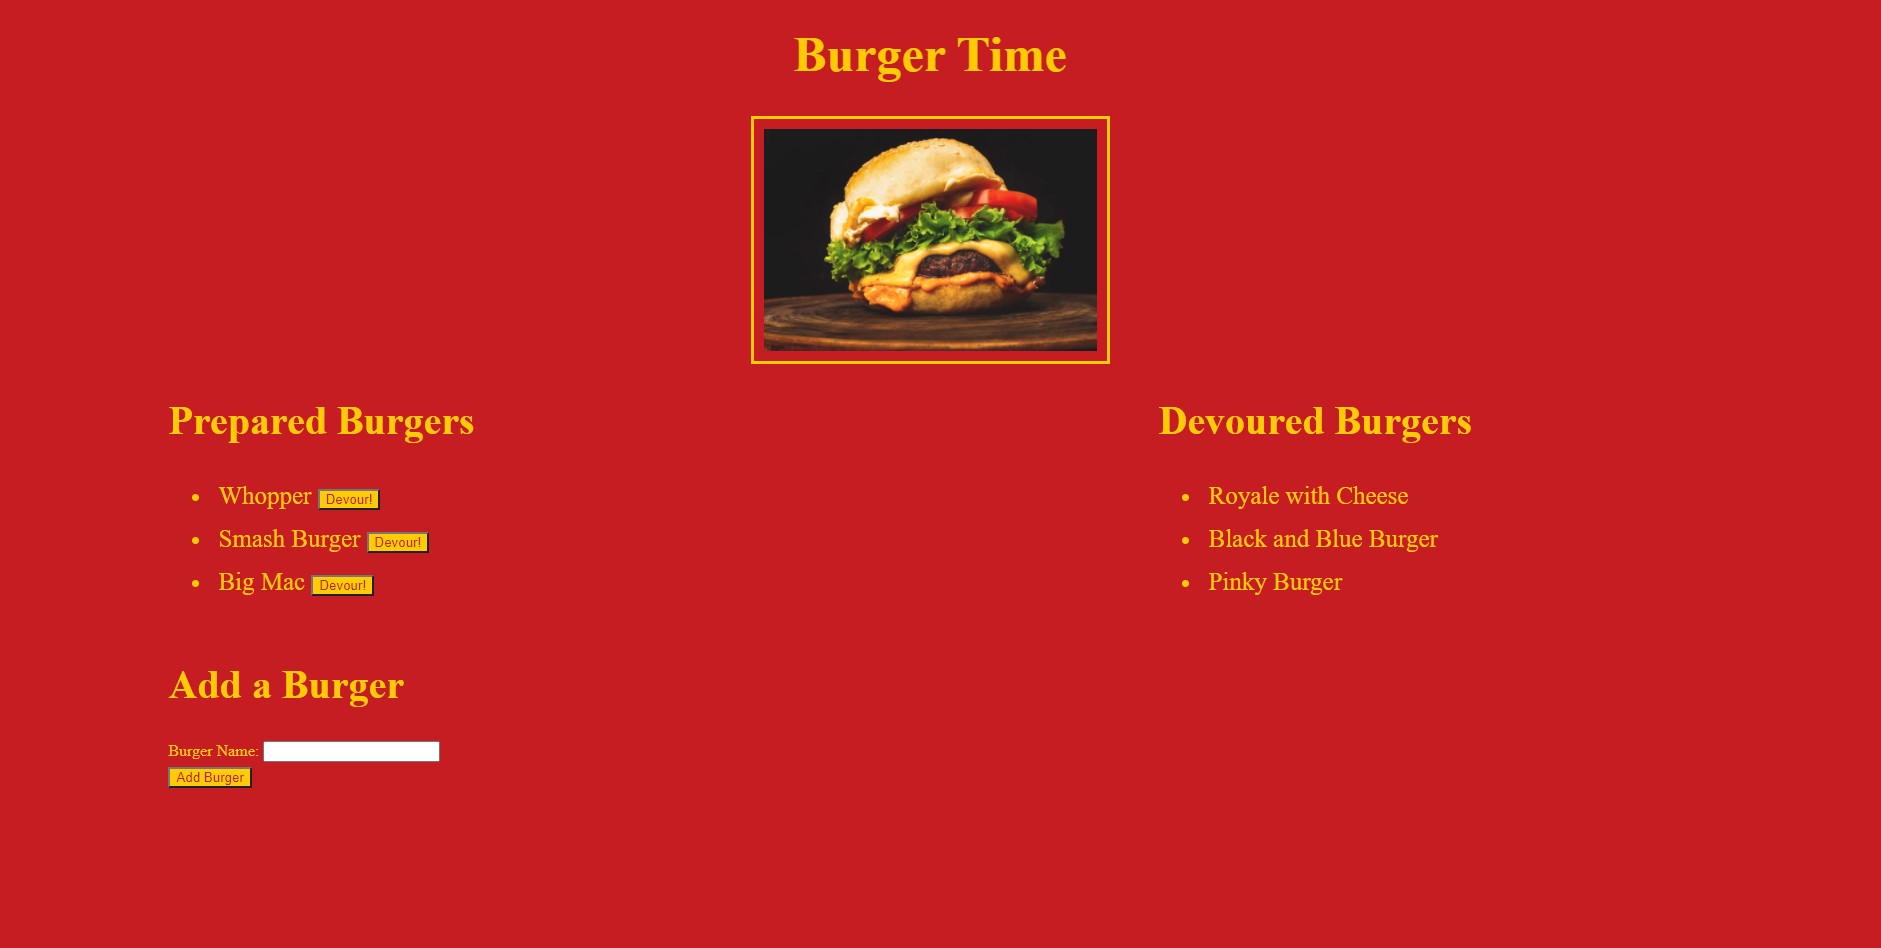 Burger Time
Prepared Burgers
Whopper Devour!
Smash Burger Devour!
Big Mac Devour!
Devoured Burgers
Royale with Cheese
Black and Blue Burger
Pinky Burger
Add a Burger
Burger Name:
Add Burger